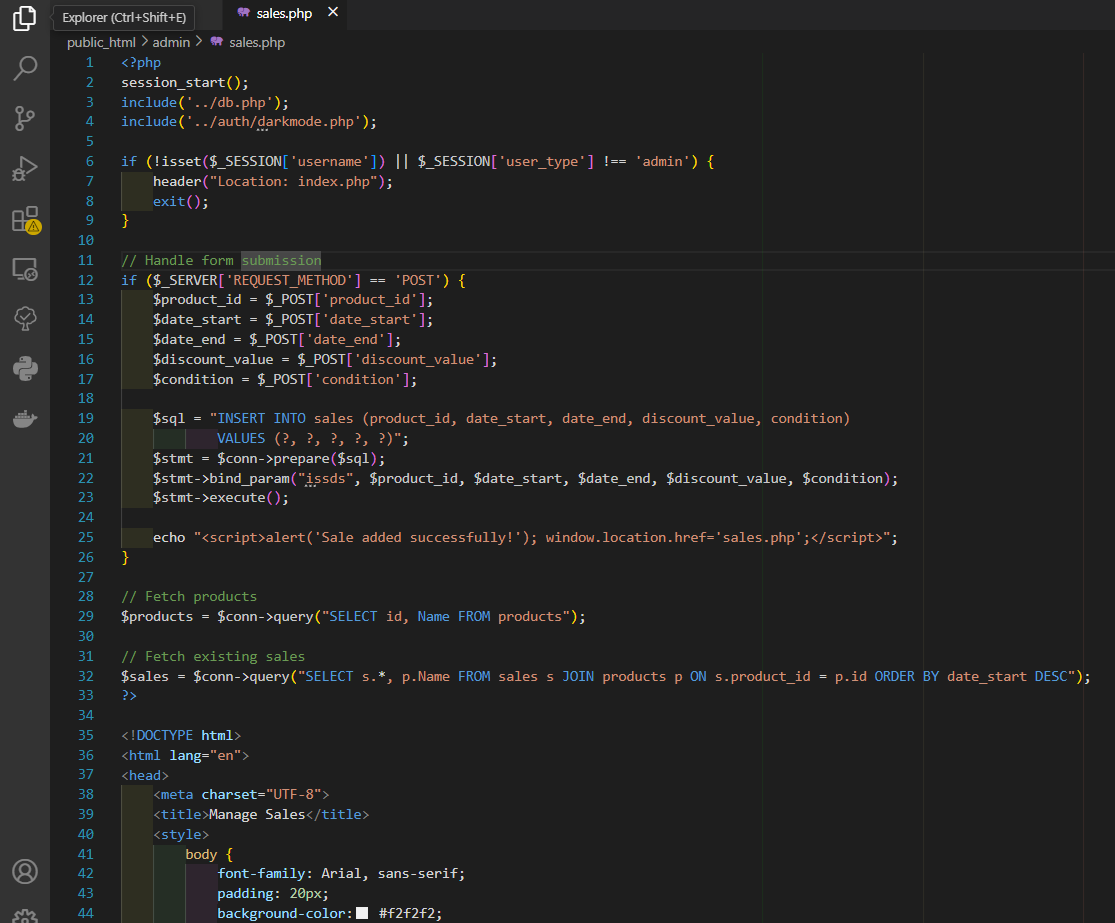 Explorer (Ctrl+Shift+E)
sales.php ×
public_html > admin > sales.php
1 <?php
2 session_start();
3 include('../db.php');
4 include('../auth/darkmode.php');
5
6 if (!isset($_SESSION['username']) || $_SESSION['user_type'] !== 'admin') {
7     header("Location: index.php");
8     exit();
9 }
10
11 // Handle form submission
12 if ($_SERVER['REQUEST_METHOD'] == 'POST') {
13     $product_id = $_POST['product_id'];
14     $date_start = $_POST['date_start'];
15     $date_end = $_POST['date_end'];
16     $discount_value = $_POST['discount_value'];
17     $condition = $_POST['condition'];
18
19     $sql = "INSERT INTO sales (product_id, date_start, date_end, discount_value, condition)
20             VALUES (?, ?, ?, ?, ?)";
21     $stmt = $conn->prepare($sql);
22     $stmt->bind_param("issds", $product_id, $date_start, $date_end, $discount_value, $condition);
23     $stmt->execute();
24
25     echo "<script>alert('Sale added successfully!'); window.location.href='sales.php';</script>";
26 }
27
28 // Fetch products
29 $products = $conn->query("SELECT id, Name FROM products");
30
31 // Fetch existing sales
32 $sales = $conn->query("SELECT s.*, p.Name FROM sales s JOIN products p ON s.product_id = p.id ORDER BY date_start DESC");
33 ?>
34
35 <!DOCTYPE html>
36 <html lang="en">
37 <head>
38     <meta charset="UTF-8">
39     <title>Manage Sales</title>
40     <style>
41         body {
42             font-family: Arial, sans-serif;
43             padding: 20px;
44             background-color: #f2f2f2;